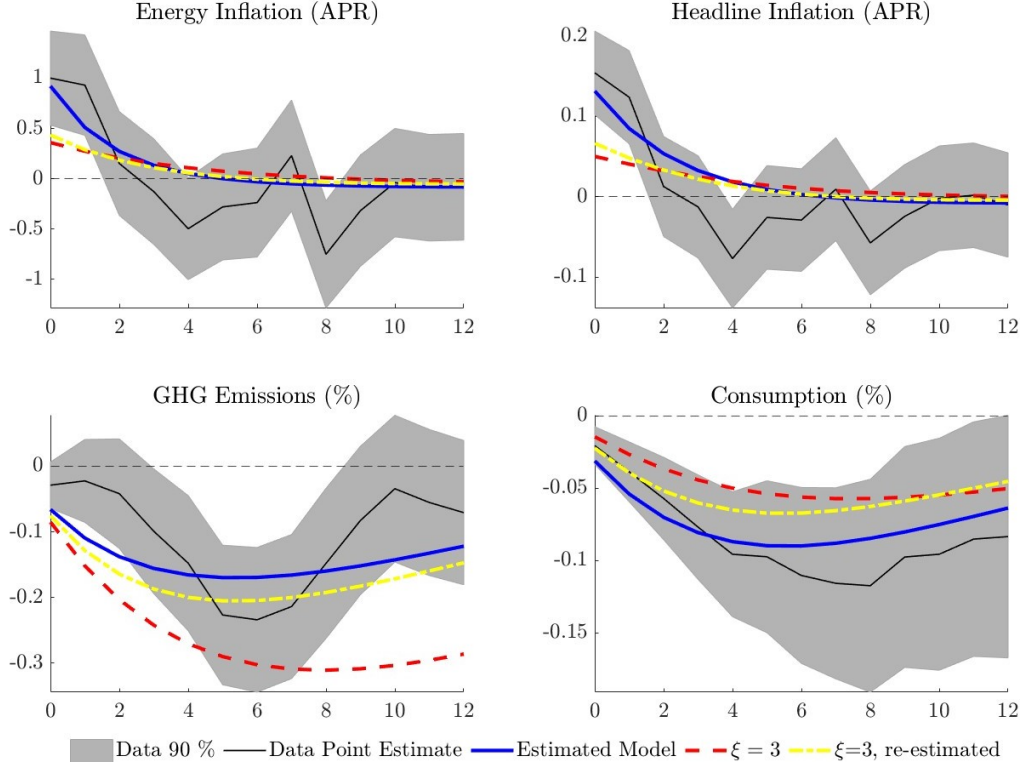 Energy Inflation (APR)
1
0.5
0
-0.5
-1
0 2 4 6 8 10 12
Headline Inflation (APR)
0.2
0.1
0
-0.1
0 2 4 6 8 10 12
GHG Emissions (%)
0
-0.1
-0.2
-0.3
0 2 4 6 8 10 12
Consumption (%)
0
-0.05
-0.1
-0.15
0 2 4 6 8 10 12
Data 90 % Data Point Estimate Estimated Model ξ = 3 ξ=3, re-estimated